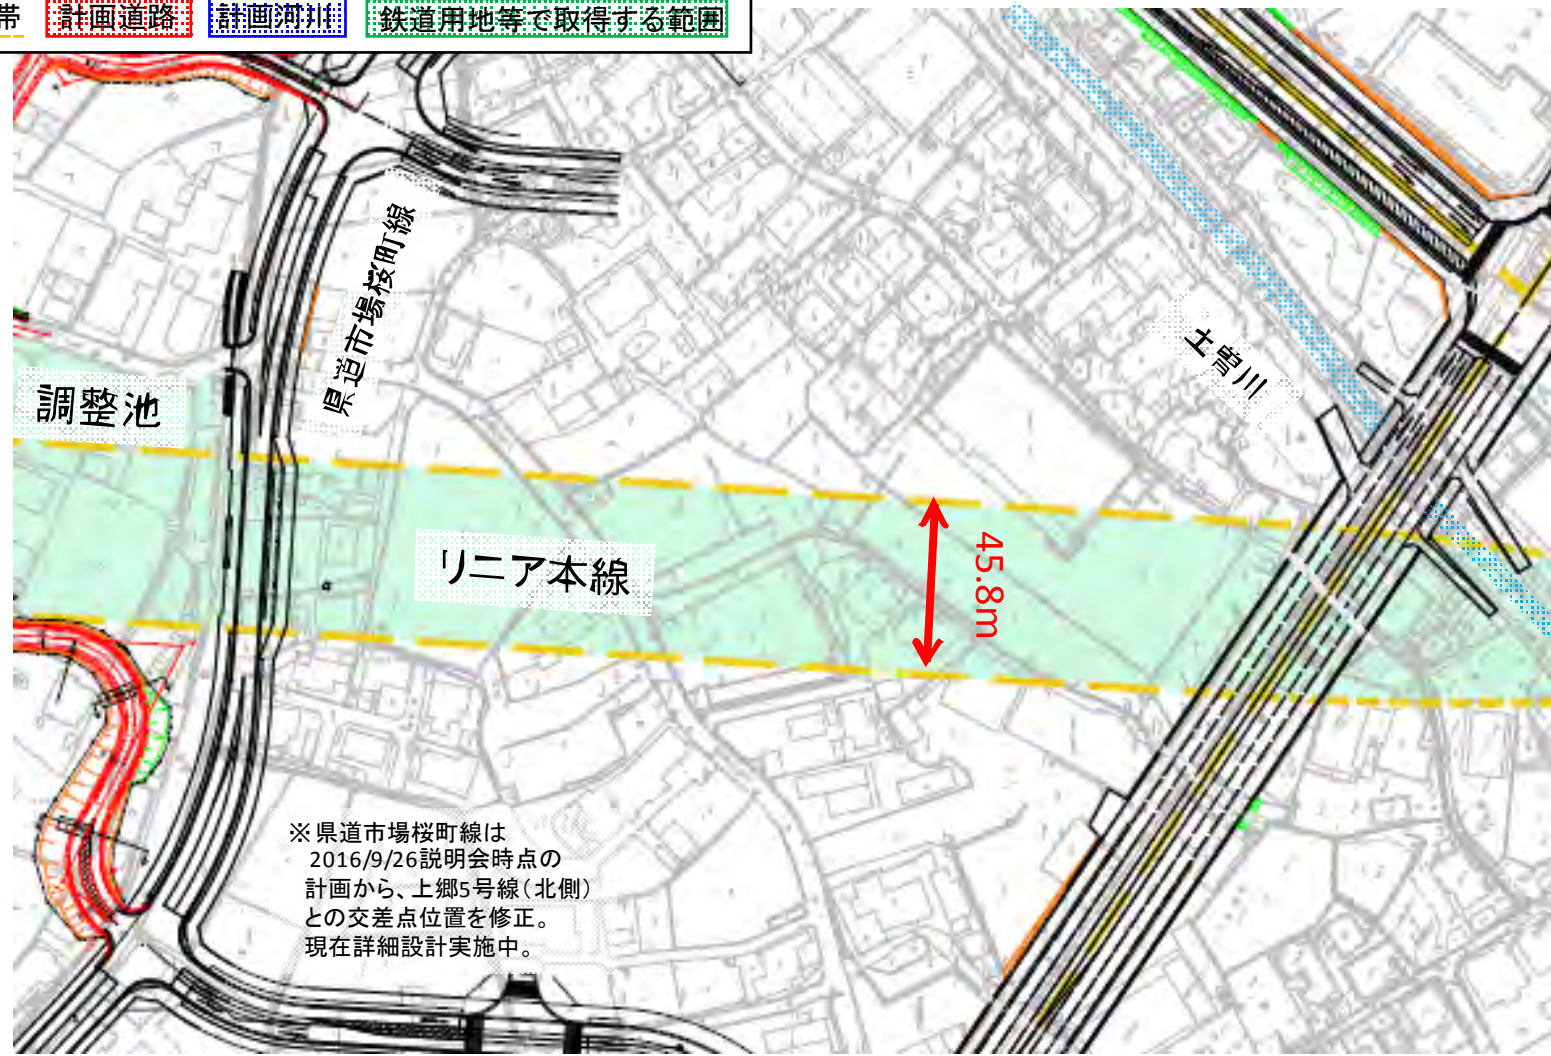 帯 計画道路 計画河川 鉄道用地等で取得する範囲
県道市場桜町線
土曽川
調整池
リニア本線
45.8m
※県道市場桜町線は
2016/9/26説明会時点の
計画から、上郷5号線(北側)
との交差点位置を修正。
現在詳細設計実施中。